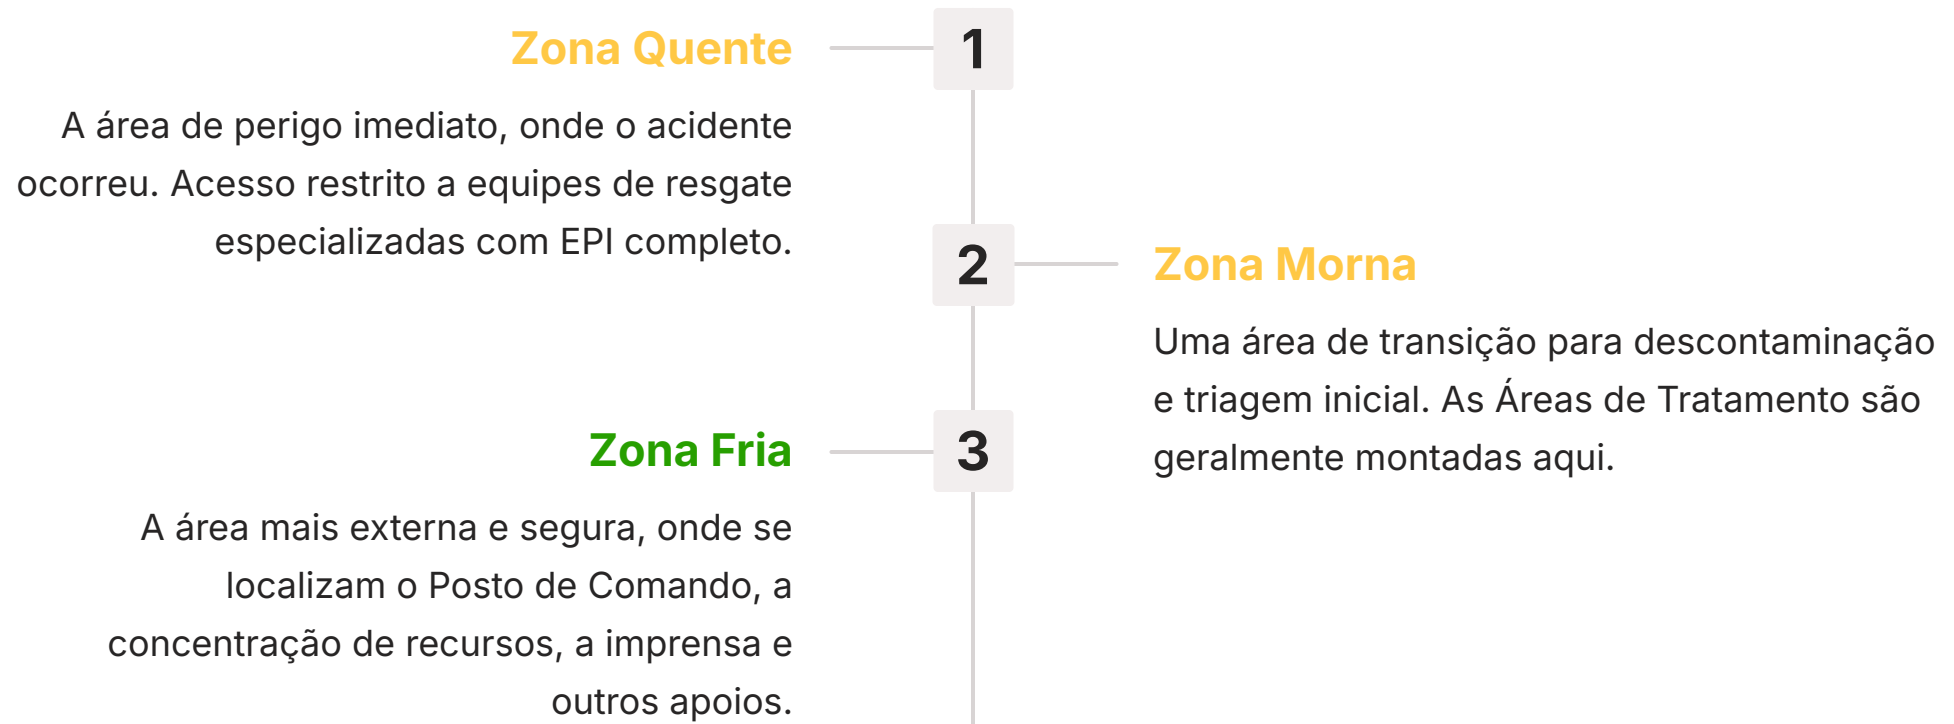 Zona Quente
1
A área de perigo imediato, onde o acidente
ocorreu. Acesso restrito a equipes de resgate
especializadas com EPI completo.
2
Zona Morna
Uma área de transição para descontaminação
e triagem inicial. As Áreas de Tratamento são
geralmente montadas aqui.
Zona Fria
3
A área mais externa e segura, onde se
localizam o Posto de Comando, a
concentração de recursos, a imprensa e
outros apoios.